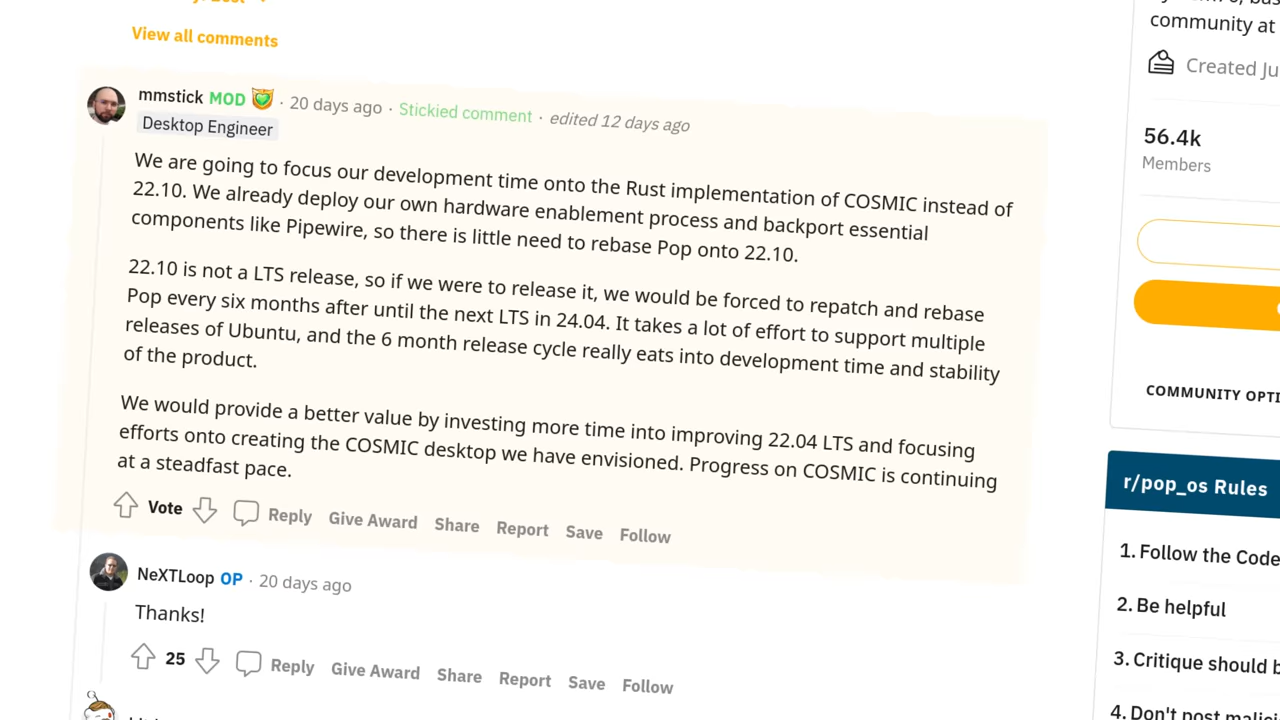 View all comments
mmstick MOD · 20 days ago · Stickied comment · edited 12 days ago
Desktop Engineer
We are going to focus our development time onto the Rust implementation of COSMIC instead of
22.10. We already deploy our own hardware enablement process and backport essential
components like Pipewire, so there is little need to rebase Pop onto 22.10.
22.10 is not a LTS release, so if we were to release it, we would be forced to repatch and rebase
Pop every six months after until the next LTS in 24.04. It takes a lot of effort to support multiple
releases of Ubuntu, and the 6 month release cycle really eats into development time and stability
of the product.
We would provide a better value by investing more time into improving 22.04 LTS and focusing
efforts onto creating the COSMIC desktop we have envisioned. Progress on COSMIC is continuing
at a steadfast pace.
Vote Reply Give Award Share Report Save Follow
NeXTLoop OP · 20 days ago
Thanks!
25 Reply Give Award Share Report Save Follow
community at
Created Ju
56.4k
Members
COMMUNITY OPTI
r/pop_os Rules
1. Follow the Code
2. Be helpful
3. Critique should b
4. Don't post malici